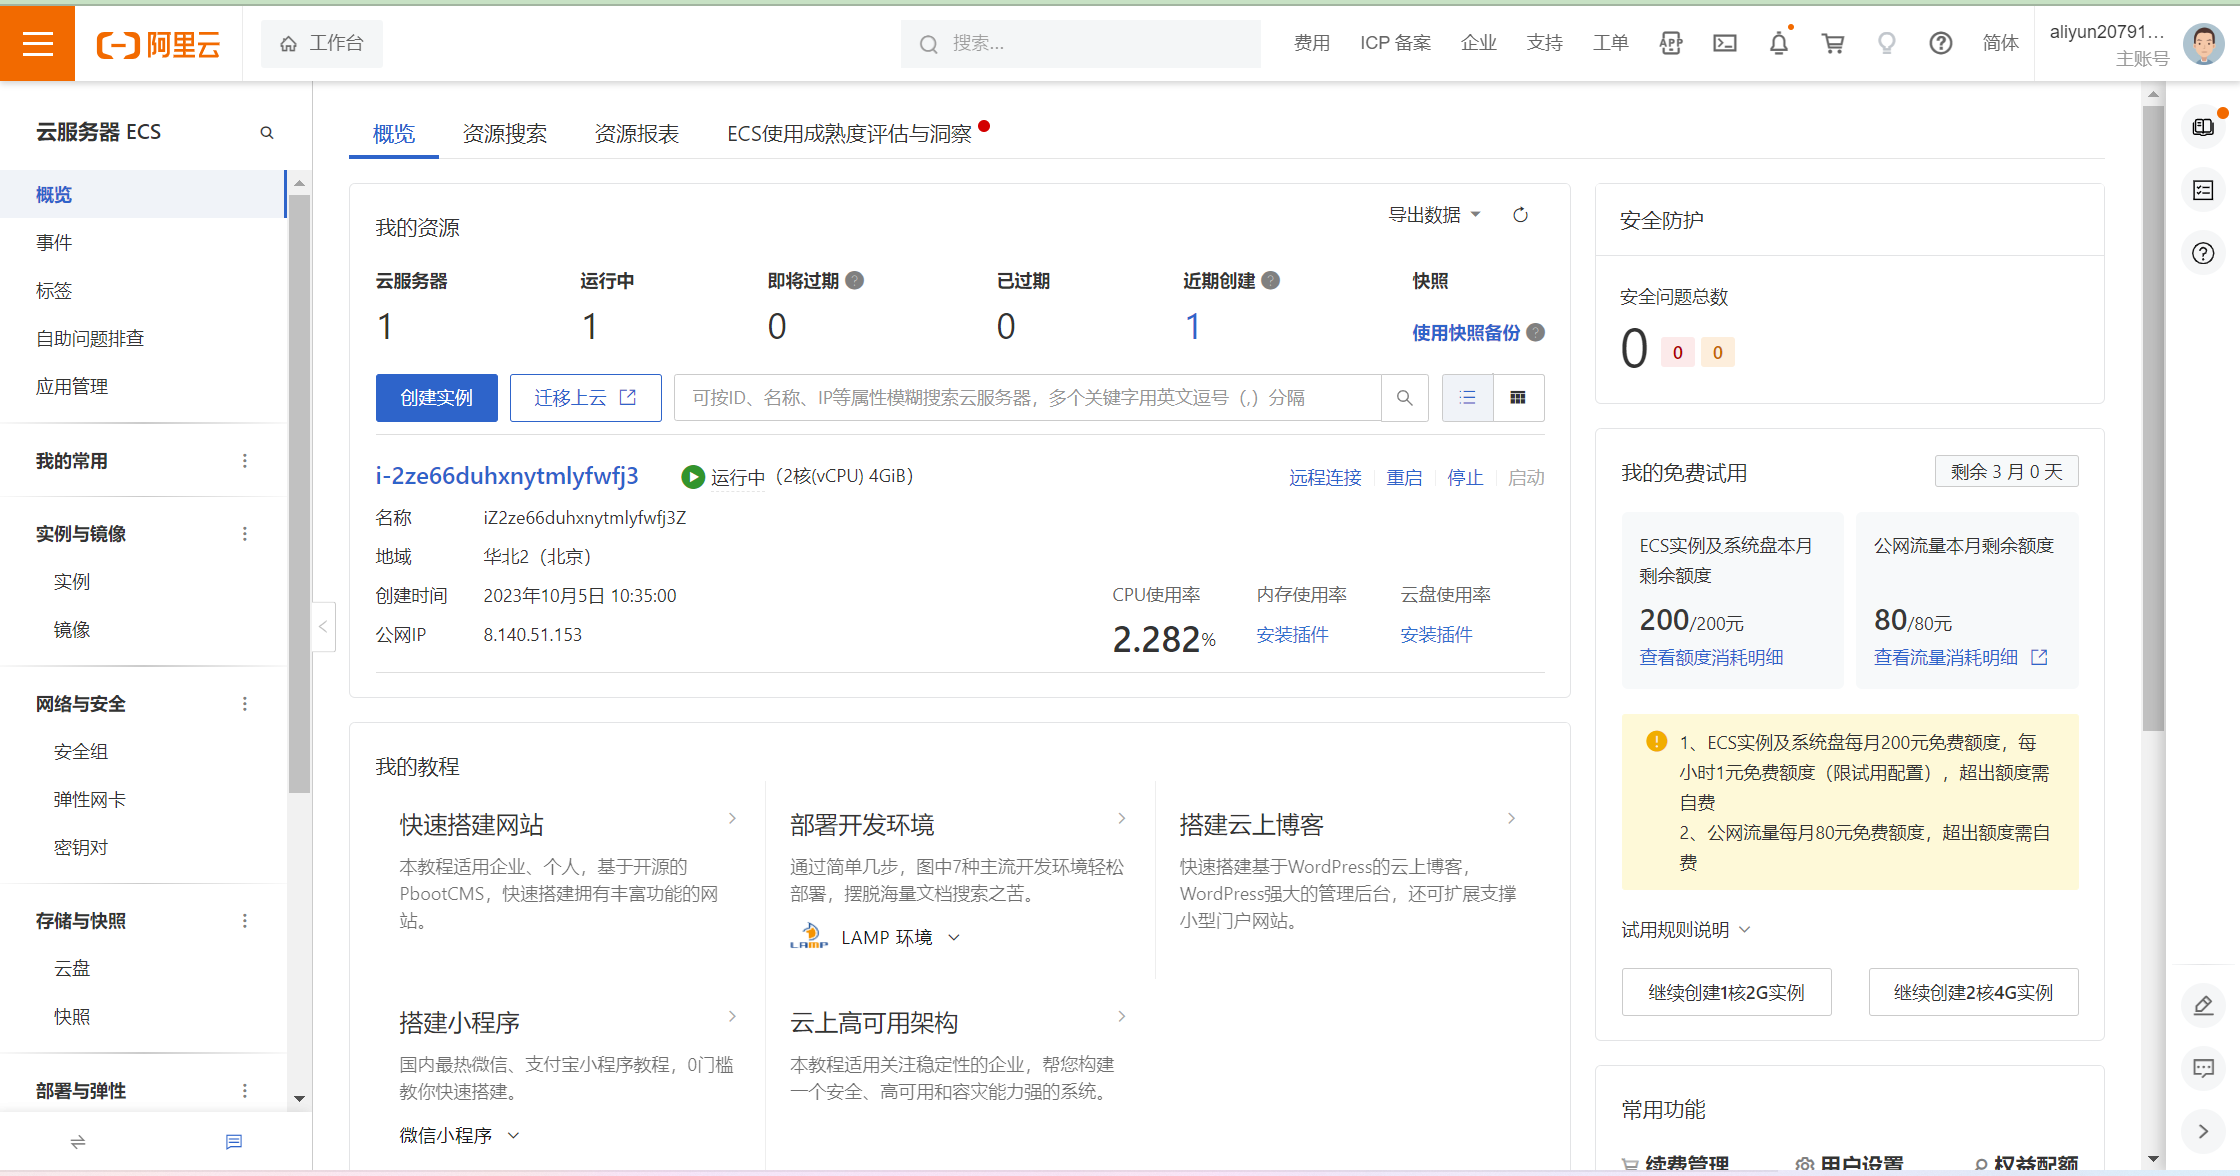 阿里云
工作台
搜索...
费用
ICP 备案
企业
支持
工单
APP
简体
aliyun20791...
主账号
云服务器 ECS
概览
事件
标签
自助问题排查
应用管理
我的常用
实例与镜像
实例
镜像
网络与安全
安全组
弹性网卡
密钥对
存储与快照
云盘
快照
部署与弹性
概览
资源搜索
资源报表
ECS使用成熟度评估与洞察
我的资源
导出数据
云服务器
1
运行中
1
即将过期
0
已过期
0
近期创建
1
快照
使用快照备份
创建实例
迁移上云
可按ID、名称、IP等属性模糊搜索云服务器，多个关键字用英文逗号（,）分隔
i-2ze66duhxnytmlyfwfj3
运行中（2核(vCPU) 4GiB）
远程连接
重启
停止
启动
名称 iZ2ze66duhxnytmlyfwfj3Z
地域 华北2（北京）
创建时间 2023年10月5日 10:35:00
公网IP 8.140.51.153
CPU使用率
2.282%
内存使用率
安装插件
云盘使用率
安装插件
我的教程
快速搭建网站
本教程适用企业、个人，基于开源的
PbootCMS，快速搭建拥有丰富功能的网
站。
部署开发环境
通过简单几步，图中7种主流开发环境轻松
部署，摆脱海量文档搜索之苦。
LAMP
LAMP 环境
搭建云上博客
快速搭建基于WordPress的云上博客，
WordPress强大的管理后台，还可扩展支撑
小型门户网站。
搭建小程序
国内最热微信、支付宝小程序教程，0门槛
教你快速搭建。
微信小程序
云上高可用架构
本教程适用关注稳定性的企业，帮您构建
一个安全、高可用和容灾能力强的系统。
安全防护
安全问题总数
0
0
0
我的免费试用
剩余 3 月 0 天
ECS实例及系统盘本月
剩余额度
200/200元
查看额度消耗明细
公网流量本月剩余额度
80/80元
查看流量消耗明细
1、ECS实例及系统盘每月200元免费额度，每
小时1元免费额度（限试用配置），超出额度需
自费
2、公网流量每月80元免费额度，超出额度需自
费
试用规则说明
继续创建1核2G实例
继续创建2核4G实例
常用功能
续费管理
用户设置
权益配额